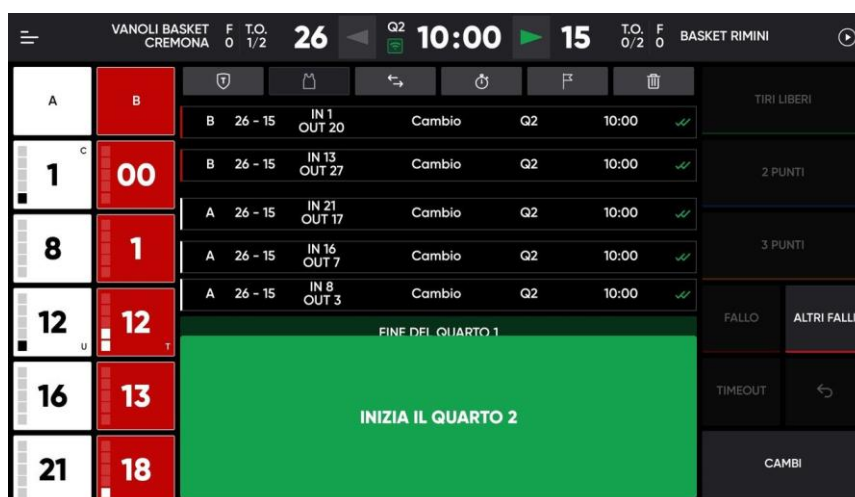 VANOLI BASKET CREMONA F 0 T.O. 1/2 26 Q2 10:00 15 T.O. 0/2 F 0 BASKET RIMINI
A B
TIRI LIBERI
B 26 - 15 IN 1 OUT 20 Cambio Q2 10:00
1 C 00
B 26 - 15 IN 13 OUT 27 Cambio Q2 10:00
2 PUNTI
A 26 - 15 IN 21 OUT 17 Cambio Q2 10:00
8 1
A 26 - 15 IN 16 OUT 7 Cambio Q2 10:00
3 PUNTI
A 26 - 15 IN 8 OUT 3 Cambio Q2 10:00
12 U 12 T
FINE DEL QUARTO 1
FALLO ALTRI FALLI
16 13
INIZIA IL QUARTO 2
TIMEOUT
21 18
CAMBI